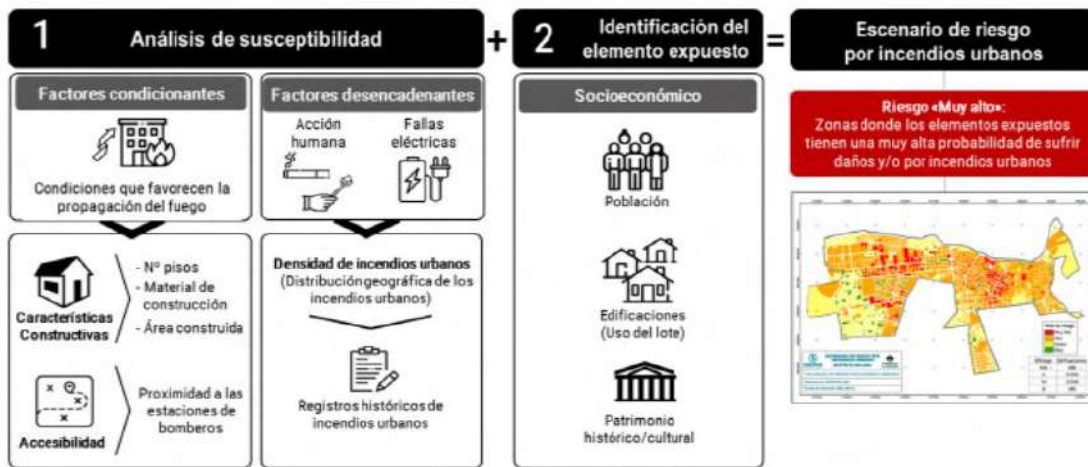 1
Análisis de susceptibilidad
+
2
Identificación del
elemento expuesto
=
Escenario de riesgo
por incendios urbanos
Factores condicionantes
Condiciones que favorecen la
propagación del fuego
Factores desencadenantes
Acción
humana
Fallas
eléctricas
Características
Constructivas
- Nº pisos
- Material de
construcción
- Área construida
Accesibilidad
Proximidad a las
estaciones de
bomberos
Densidad de incendios urbanos
(Distribución geográfica de los
incendios urbanos)
Registros históricos de
incendios urbanos
Socioeconómico
Población
Edificaciones
(Uso del lote)
Patrimonio
histórico/cultural
Riesgo «Muy alto»:
Zonas donde los elementos expuestos
tienen una muy alta probabilidad de sufrir
daños y/o por incendios urbanos